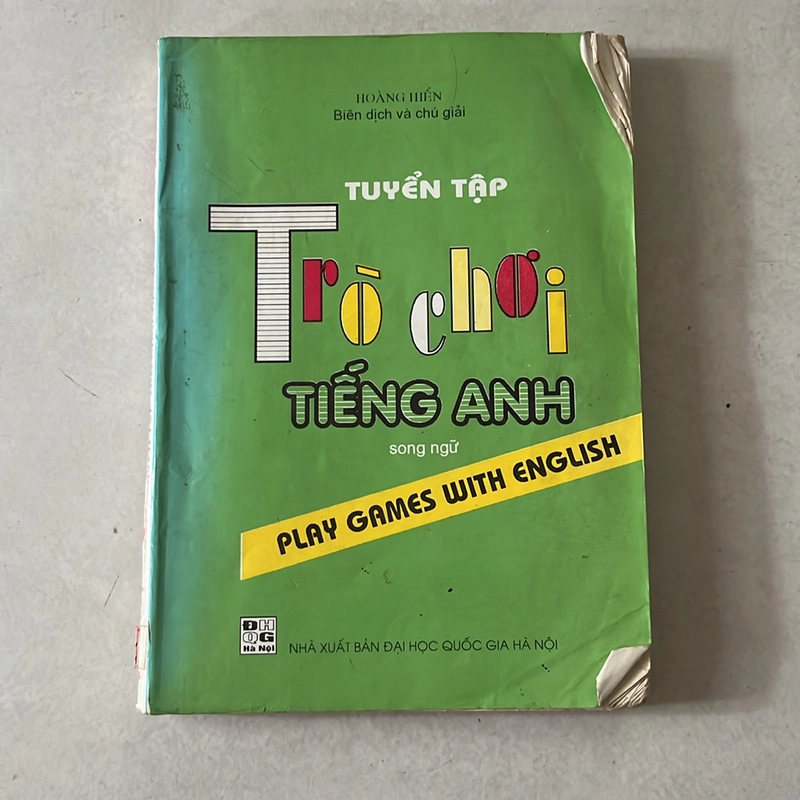 HOÀNG HIỂN
Biên dịch và chú giải
TUYỂN TẬP
Trò chơi
TIẾNG ANH
song ngữ
PLAY GAMES WITH ENGLISH
ĐH
QG
Hà Nội
NHÀ XUẤT BẢN ĐẠI HỌC QUỐC GIA HÀ NỘI